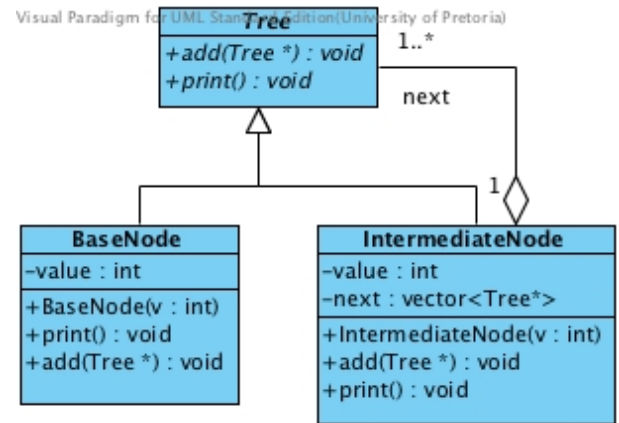 Visual Paradigm for UML Standard Edition(University of Pretoria)
Tree
+add(Tree *) : void
+print() : void
1..*
next
1
BaseNode
-value : int
+BaseNode(v : int)
+print() : void
+add(Tree *) : void
IntermediateNode
-value : int
-next : vector<Tree*>
+IntermediateNode(v : int)
+add(Tree *) : void
+print() : void